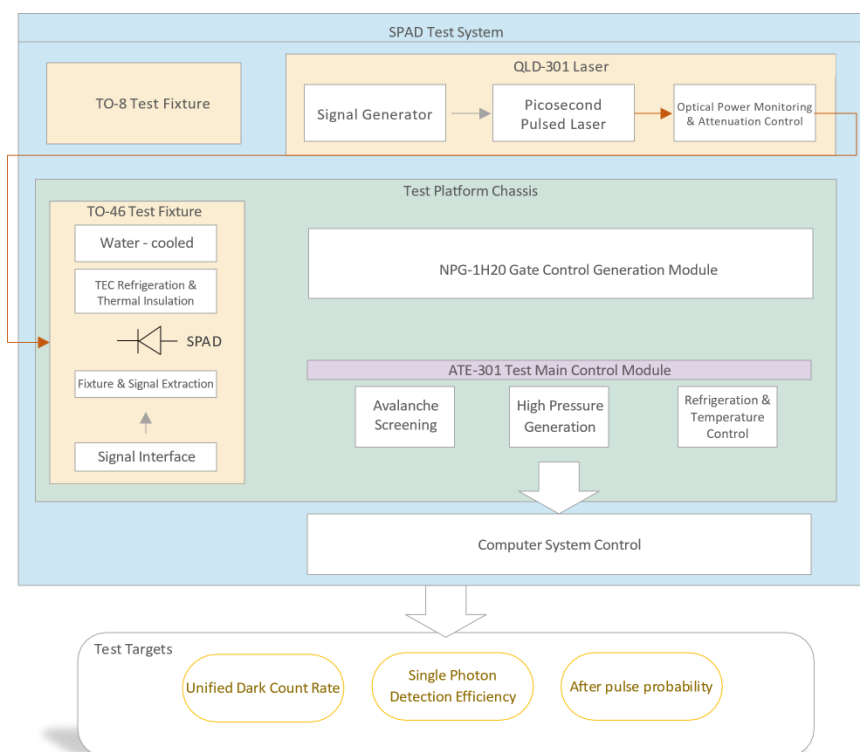 SPAD Test System
TO-8 Test Fixture
QLD-301 Laser
Signal Generator
Picosecond
Pulsed Laser
Optical Power Monitoring
& Attenuation Control
Test Platform Chassis
TO-46 Test Fixture
Water - cooled
TEC Refrigeration &
Thermal Insulation
SPAD
Fixture & Signal Extraction
Signal Interface
NPG-1H20 Gate Control Generation Module
ATE-301 Test Main Control Module
Avalanche
Screening
High Pressure
Generation
Refrigeration &
Temperature
Control
Computer System Control
Test Targets
Unified Dark Count Rate
Single Photon
Detection Efficiency
After pulse probability